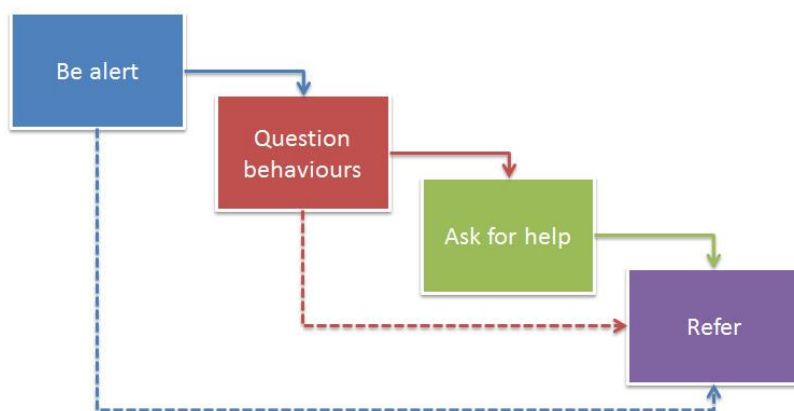 Be alert
Question
behaviours
Ask for help
Refer